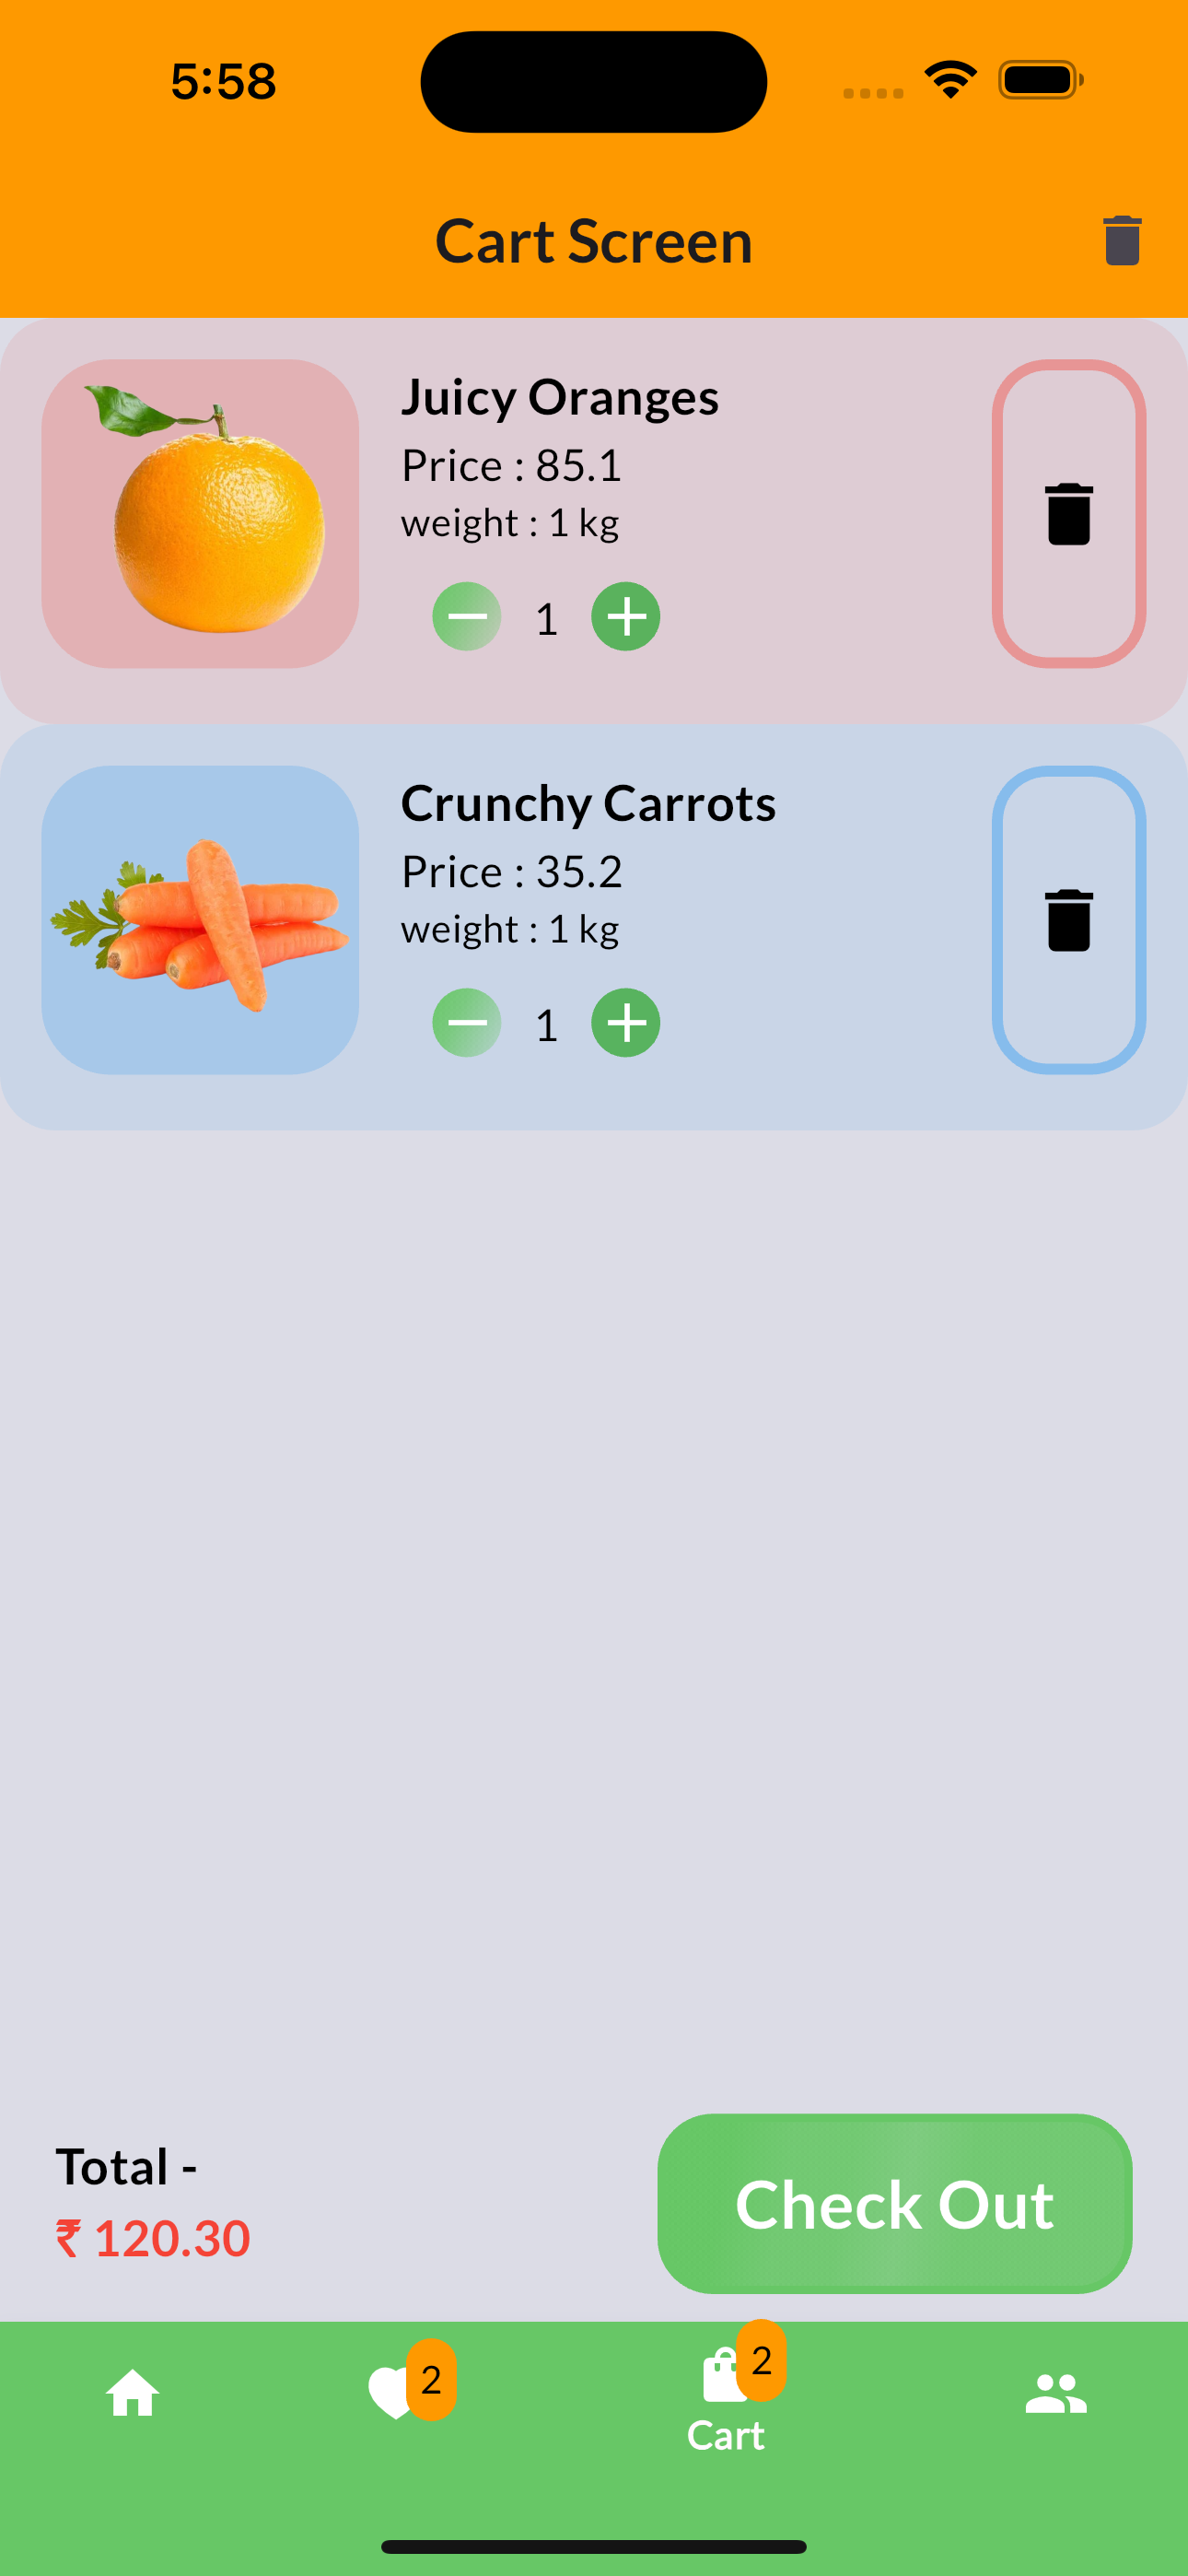 5:58
Cart Screen
Juicy Oranges
Price : 85.1
weight : 1 kg
1
Crunchy Carrots
Price : 35.2
weight : 1 kg
1
Total -
₹ 120.30
Check Out
2
2
Cart